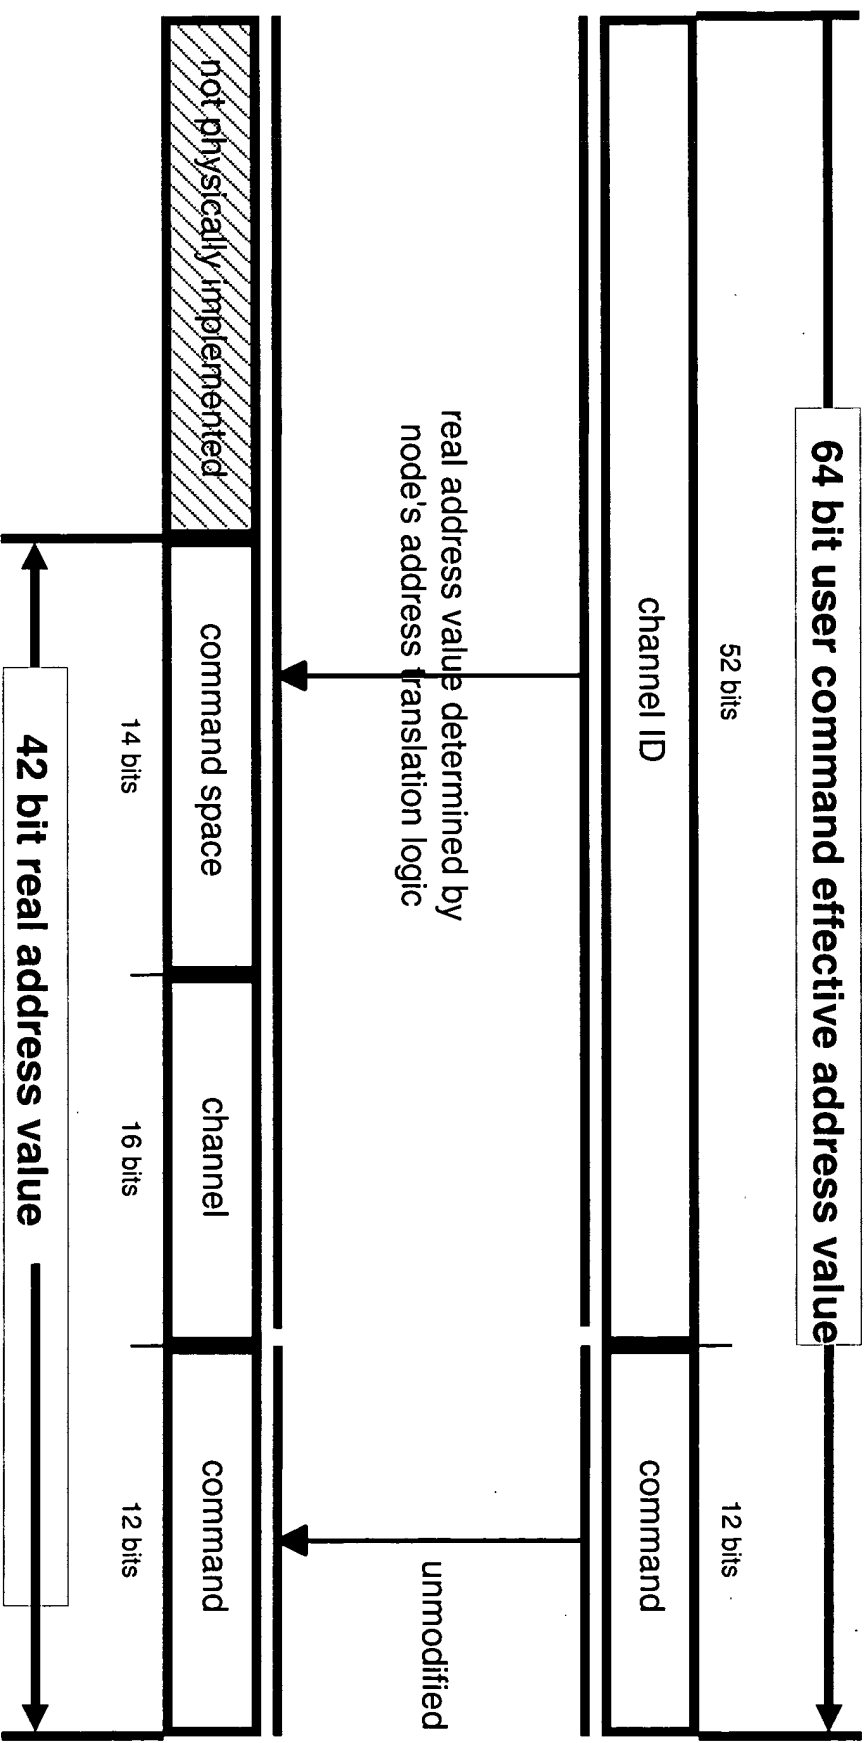 64 bit user command effective address value
52 bits
12 bits
channel ID
command
real address value determined by
node's address translation logic
unmodified
not physically implemented
command space
channel
command
14 bits
16 bits
12 bits
42 bit real address value